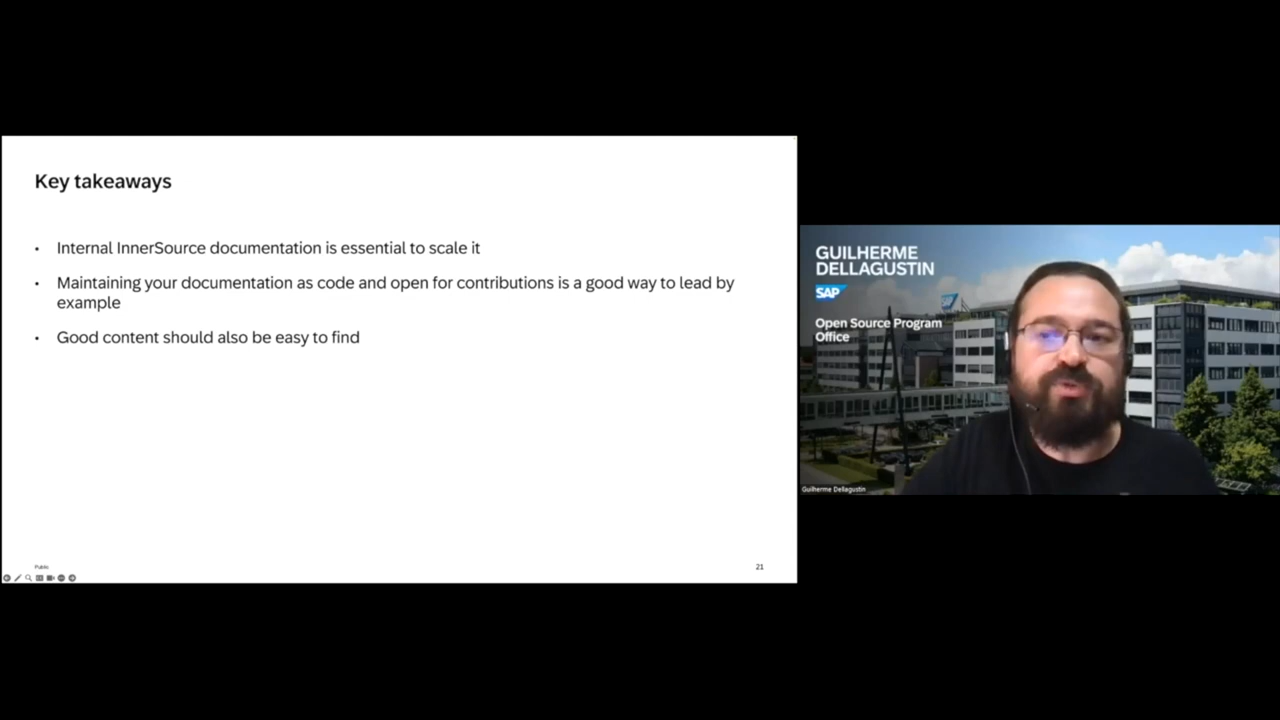 Key takeaways
• Internal InnerSource documentation is essential to scale it
• Maintaining your documentation as code and open for contributions is a good way to lead by
example
• Good content should also be easy to find
Public
21
GUILHERME
DELLAGUSTIN
SAP
Open Source Program
Office
Guilherme Dellagustin